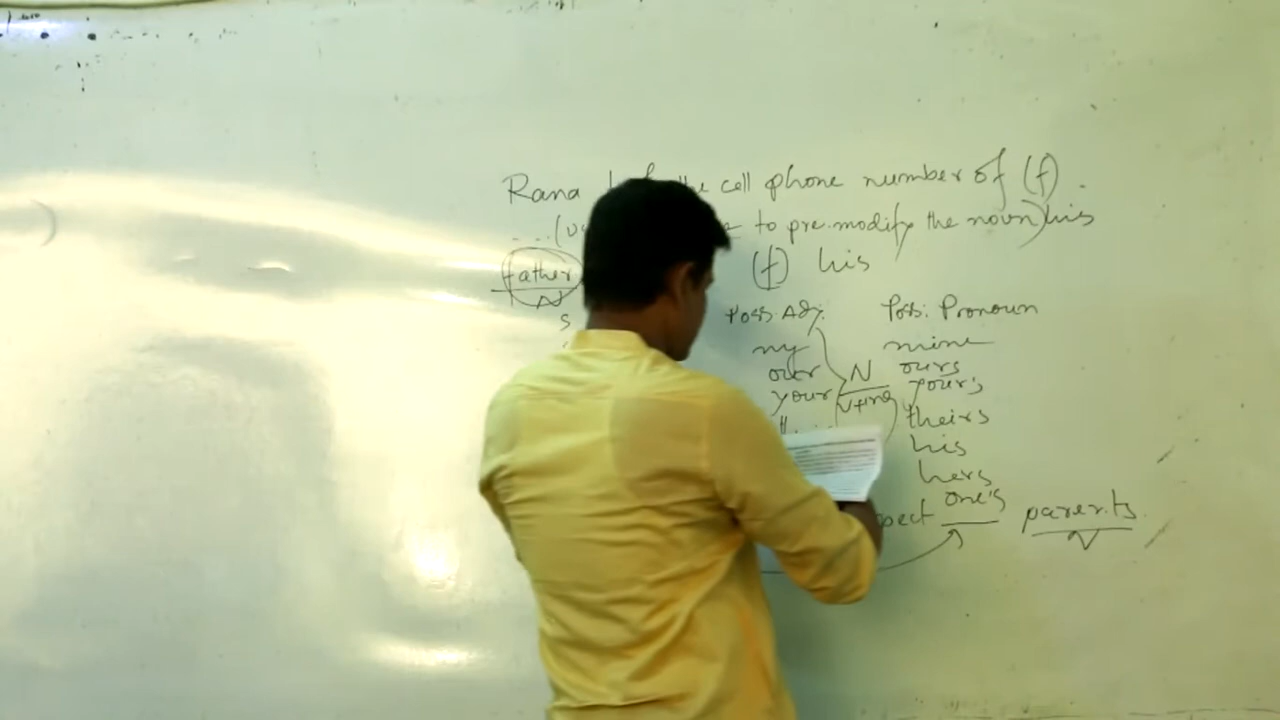 Rana the cell phone number of (f).
to pre-modify the noun) his
father (f) his
N
S
Poss. Adj. Poss. Pronoun
my mine
our N ours
your V+ing yours
theirs
his
hers
one's parents.
N